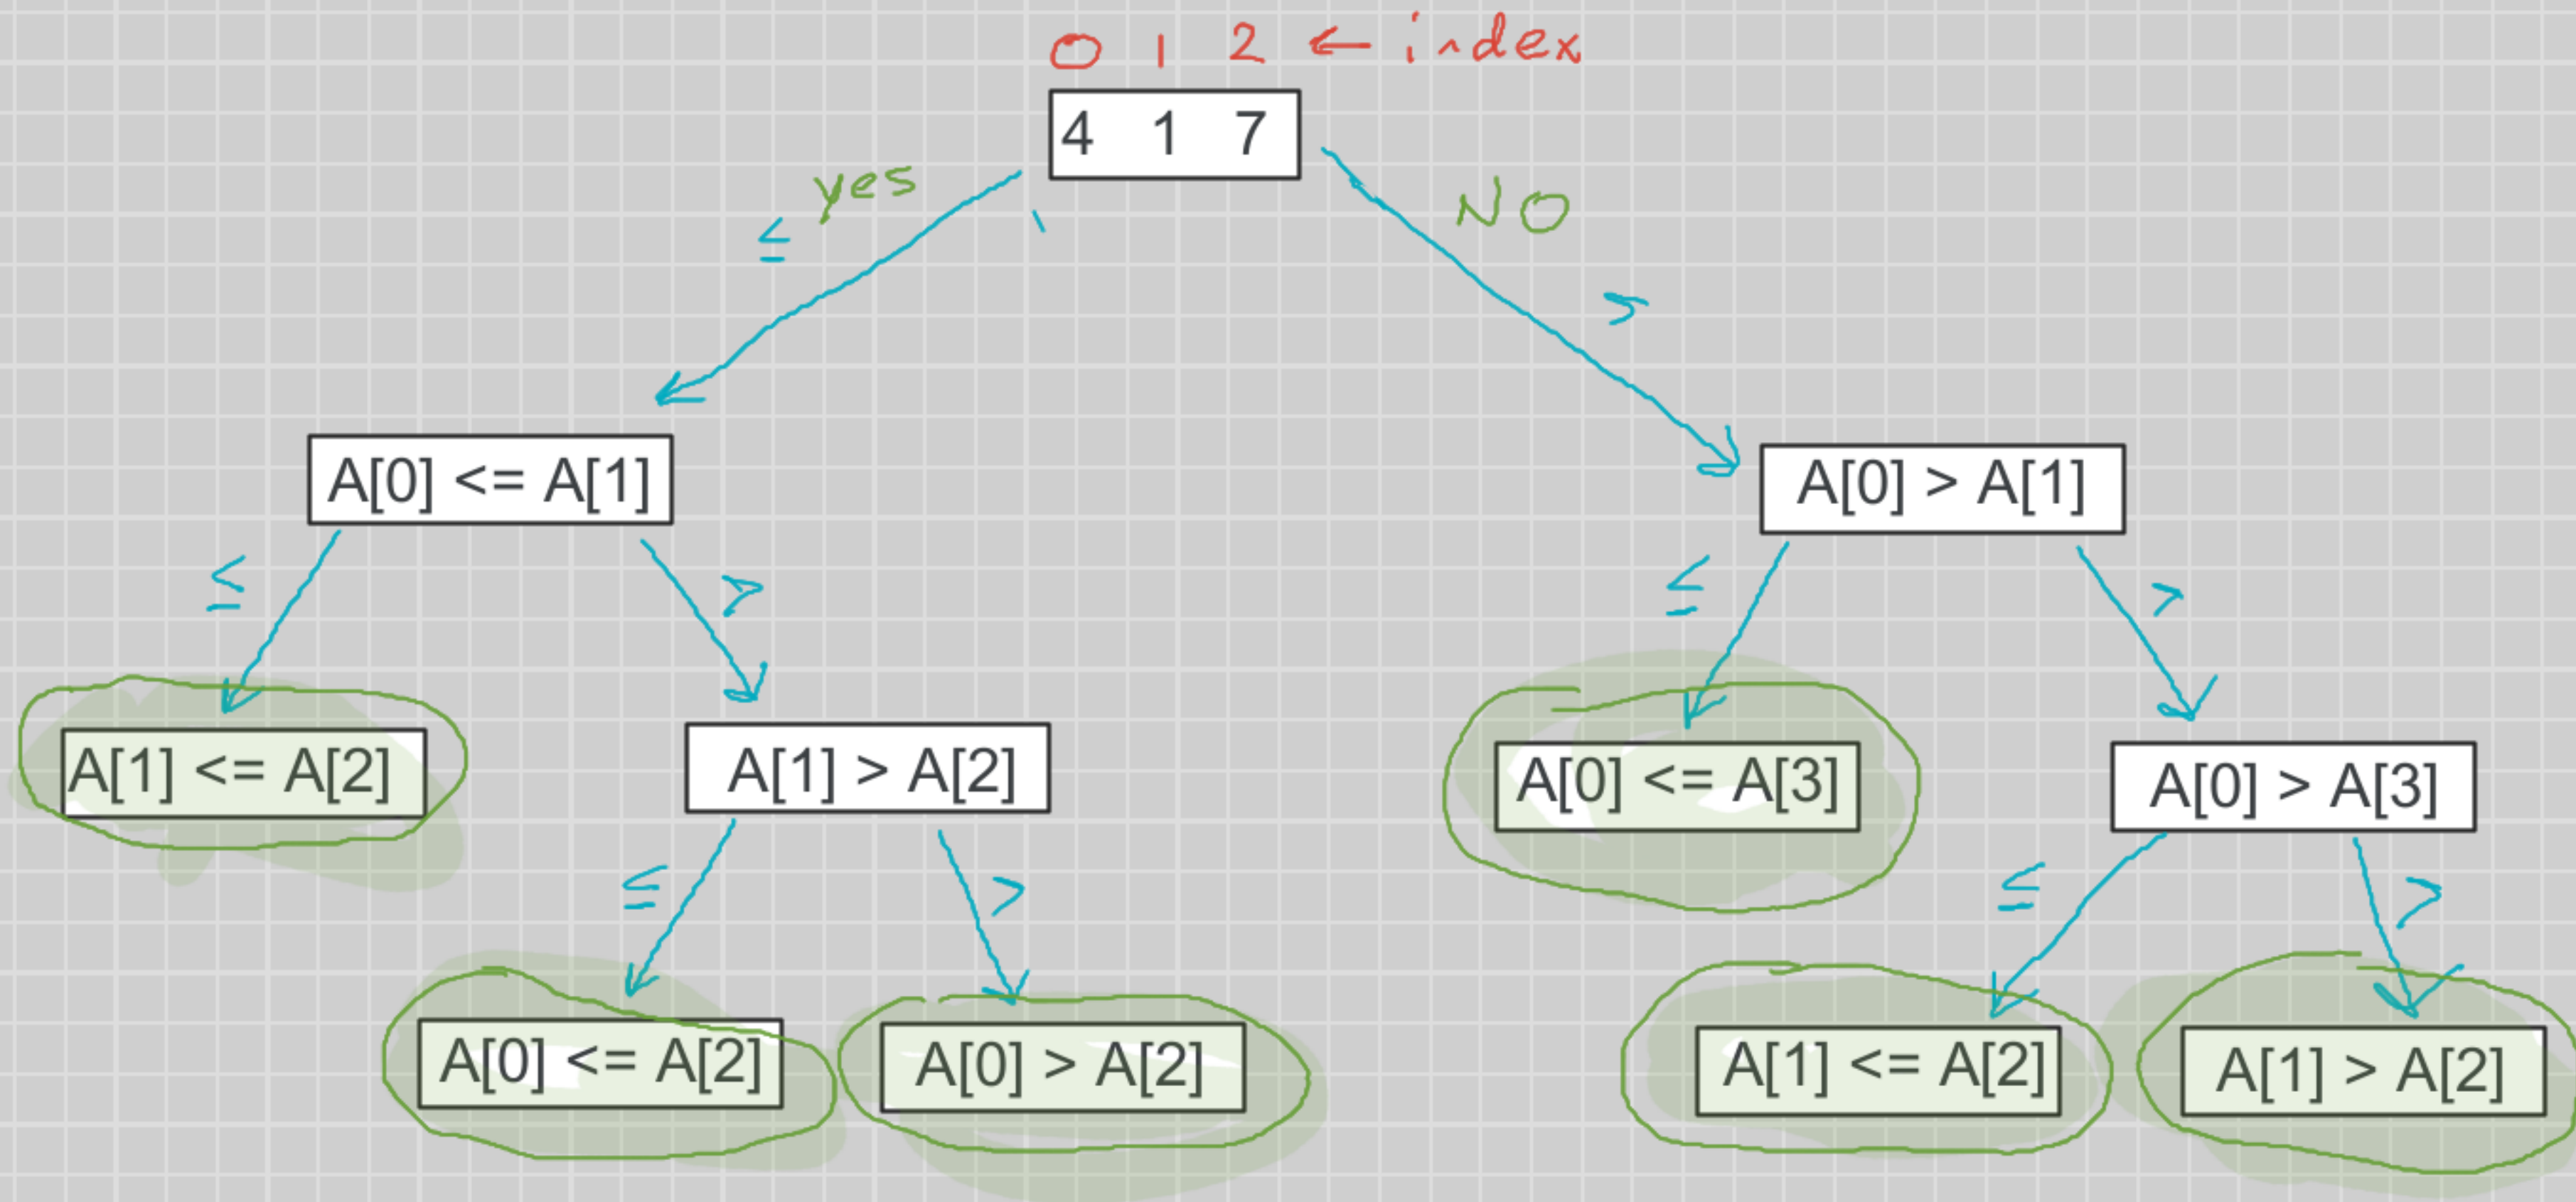 0 1 2 ← index
4 1 7
yes
NO
≤
>
A[0] <= A[1]
A[0] > A[1]
≤
>
≤
>
A[1] <= A[2]
A[1] > A[2]
A[0] <= A[3]
A[0] > A[3]
≤
>
≤
>
A[0] <= A[2]
A[0] > A[2]
A[1] <= A[2]
A[1] > A[2]